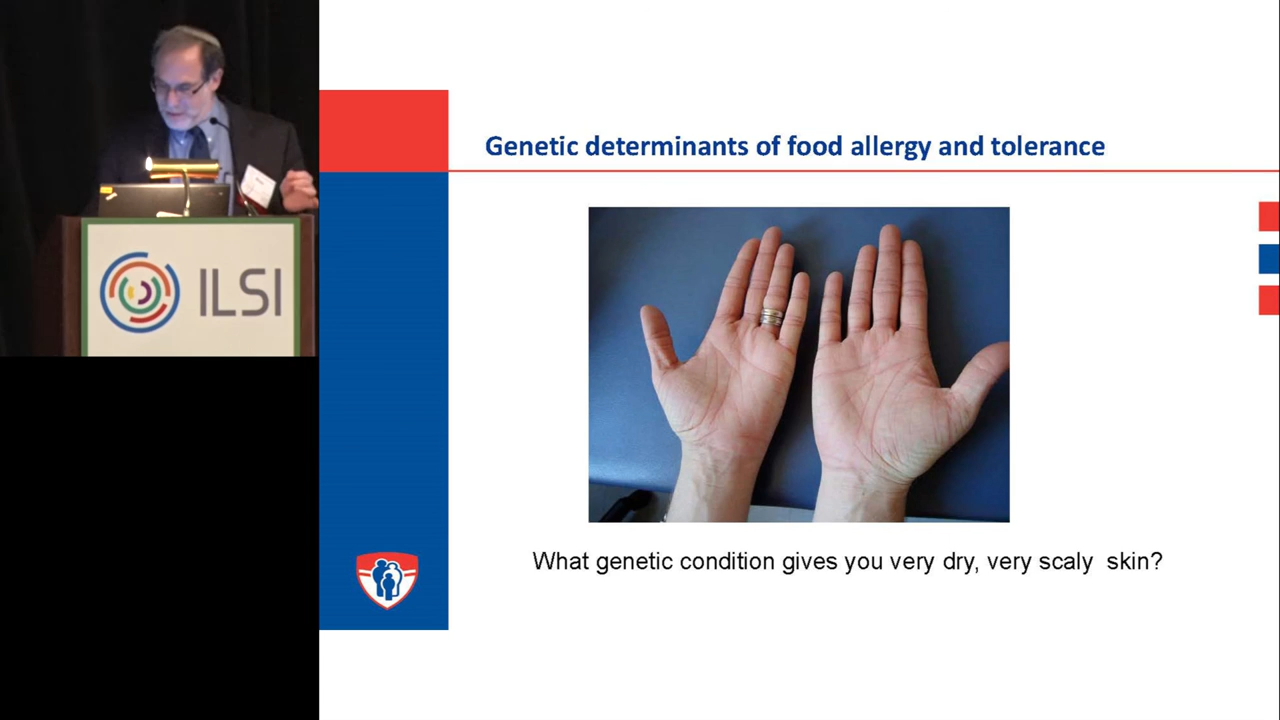 Genetic determinants of food allergy and tolerance
ILSI
What genetic condition gives you very dry, very scaly skin?